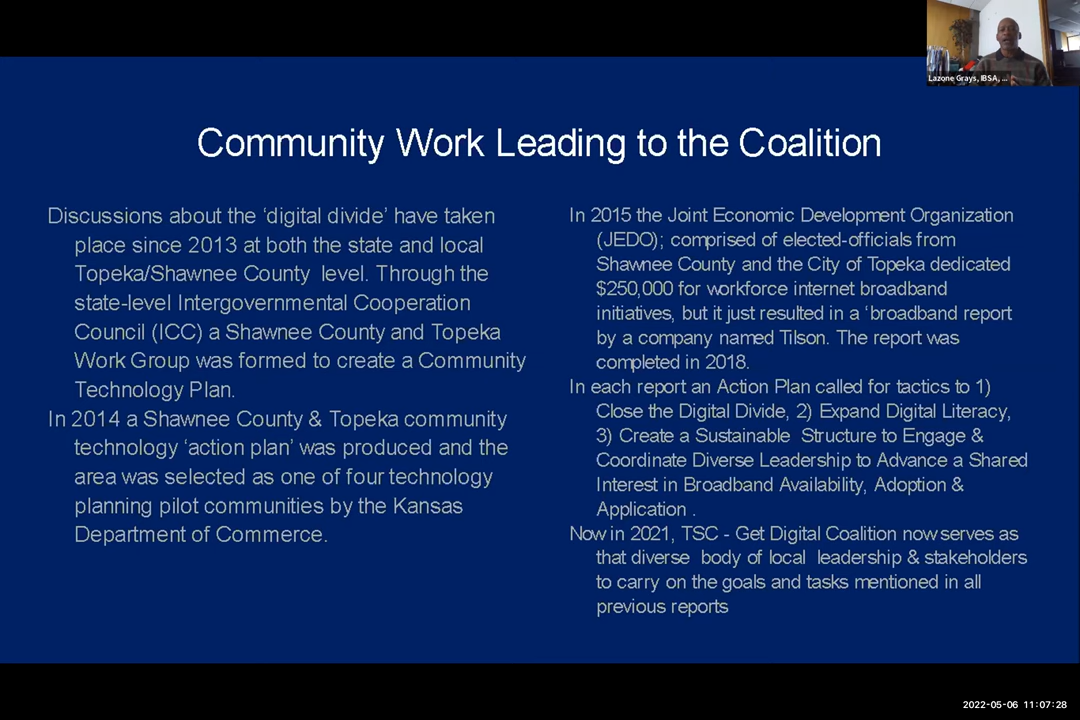 Lazone Grays, IBSA, ...
Community Work Leading to the Coalition
Discussions about the ‘digital divide’ have taken
place since 2013 at both the state and local
Topeka/Shawnee County level. Through the
state-level Intergovernmental Cooperation
Council (ICC) a Shawnee County and Topeka
Work Group was formed to create a Community
Technology Plan.
In 2014 a Shawnee County & Topeka community
technology ‘action plan’ was produced and the
area was selected as one of four technology
planning pilot communities by the Kansas
Department of Commerce.
In 2015 the Joint Economic Development Organization
(JEDO); comprised of elected-officials from
Shawnee County and the City of Topeka dedicated
$250,000 for workforce internet broadband
initiatives, but it just resulted in a ‘broadband report
by a company named Tilson. The report was
completed in 2018.
In each report an Action Plan called for tactics to 1)
Close the Digital Divide, 2) Expand Digital Literacy,
3) Create a Sustainable Structure to Engage &
Coordinate Diverse Leadership to Advance a Shared
Interest in Broadband Availability, Adoption &
Application .
Now in 2021, TSC - Get Digital Coalition now serves as
that diverse body of local leadership & stakeholders
to carry on the goals and tasks mentioned in all
previous reports
2022-05-06 11:07:28